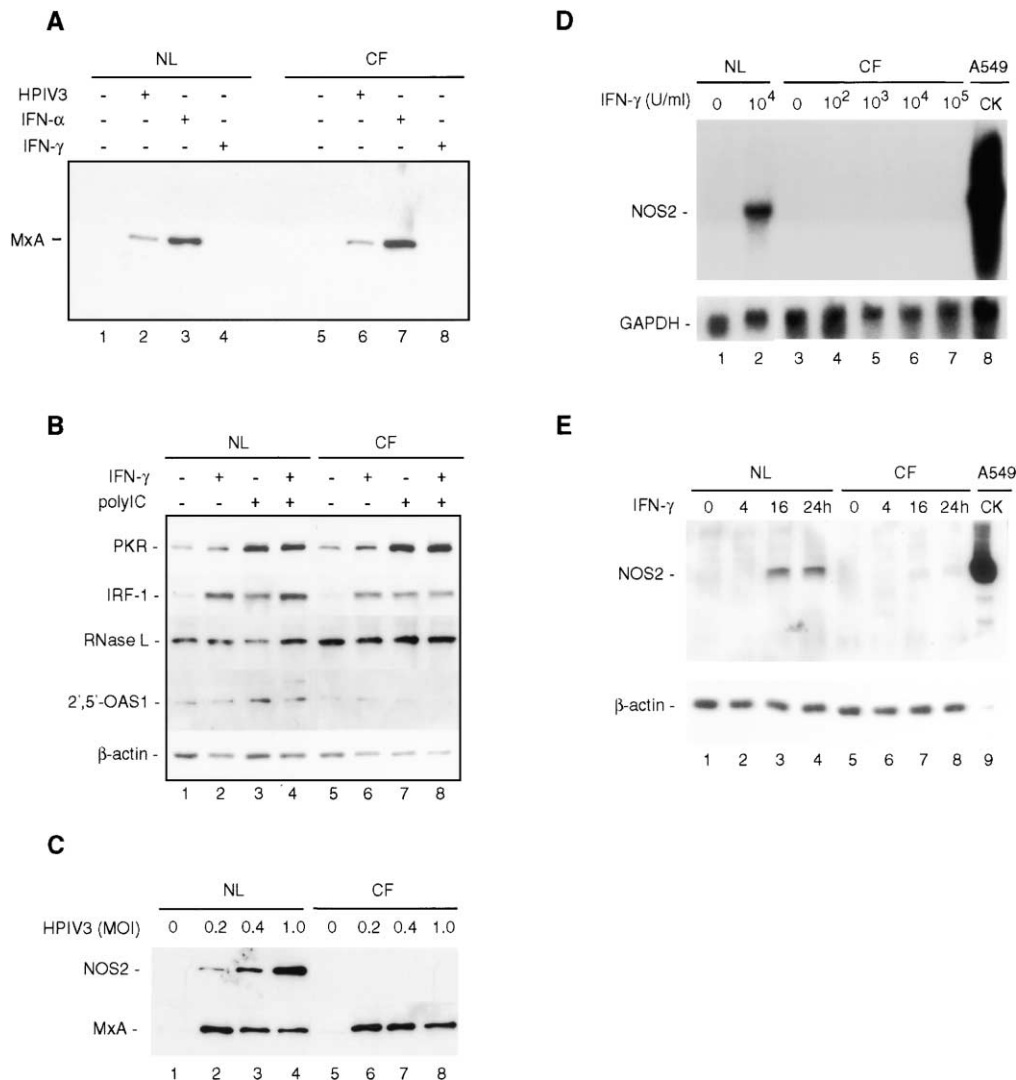 A
NL CF
HPIV3 - + - - - + - -
IFN-α - - + - - - + -
IFN-γ - - - + - - - +
MxA -
1 2 3 4 5 6 7 8
B
NL CF
IFN-γ - + - + - + - +
polyIC - - + + - - + +
PKR -
IRF-1 -
RNase L -
2',5'-OAS1 -
β-actin -
1 2 3 4 5 6 7 8
C
NL CF
HPIV3 (MOI) 0 0.2 0.4 1.0 0 0.2 0.4 1.0
NOS2 -
MxA -
1 2 3 4 5 6 7 8
D
NL CF A549
IFN-γ (U/ml) 0 10⁴ 0 10² 10³ 10⁴ 10⁵ CK
NOS2 -
GAPDH -
1 2 3 4 5 6 7 8
E
NL CF A549
IFN-γ 0 4 16 24h 0 4 16 24h CK
NOS2 -
β-actin -
1 2 3 4 5 6 7 8 9